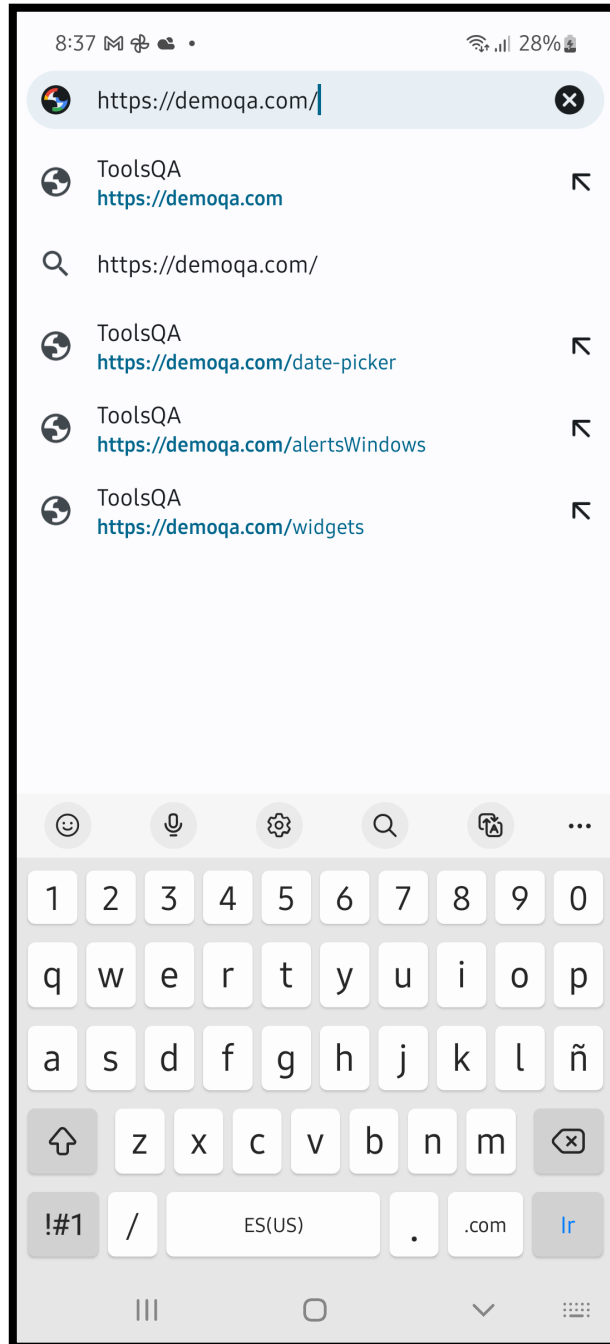 8:37
28%
https://demoqa.com/
ToolsQA
https://demoqa.com
https://demoqa.com/
ToolsQA
https://demoqa.com/date-picker
ToolsQA
https://demoqa.com/alertsWindows
ToolsQA
https://demoqa.com/widgets
1 2 3 4 5 6 7 8 9 0
q w e r t y u i o p
a s d f g h j k l ñ
z x c v b n m
!#1 / ES(US) . .com Ir